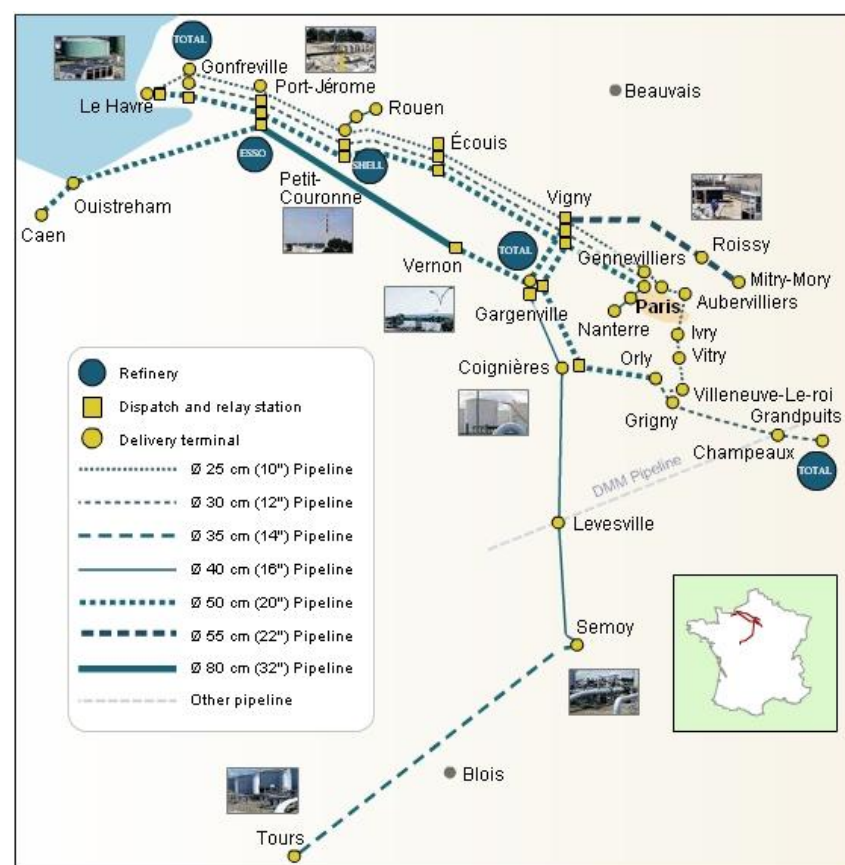 TOTAL
Gonfreville
Port-Jérome
Le Havre
Rouen
Beauvais
Écouis
ESSO
SHELL
Petit-
Couronne
Ouistreham
Caen
Vigny
Roissy
Gennevilliers
TOTAL
Vernon
Mitry-Mory
Gargenville
Paris
Aubervilliers
Nanterre
Ivry
Vitry
Orly
Coignières
Villeneuve-Le-roi
Grigny
Grandpuits
Champeaux
TOTAL
DMM Pipeline
Levesville
Semoy
Blois
Tours
Refinery
Dispatch and relay station
Delivery terminal
Ø 25 cm (10") Pipeline
Ø 30 cm (12") Pipeline
Ø 35 cm (14") Pipeline
Ø 40 cm (16") Pipeline
Ø 50 cm (20") Pipeline
Ø 55 cm (22") Pipeline
Ø 80 cm (32") Pipeline
Other pipeline